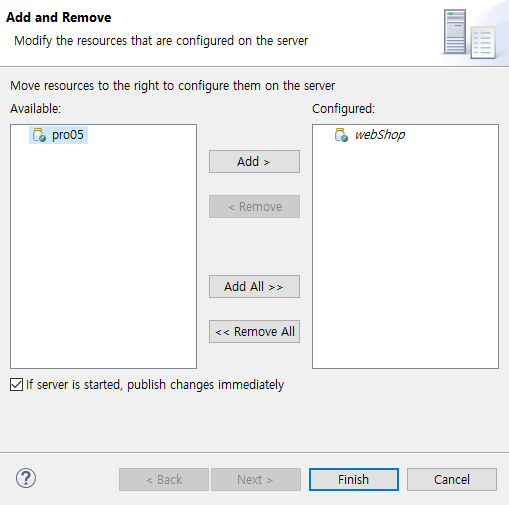 Add and Remove
Modify the resources that are configured on the server
Move resources to the right to configure them on the server
Available:
Configured:
pro05
webShop
Add >
< Remove
Add All >>
<< Remove All
If server is started, publish changes immediately
?
< Back
Next >
Finish
Cancel